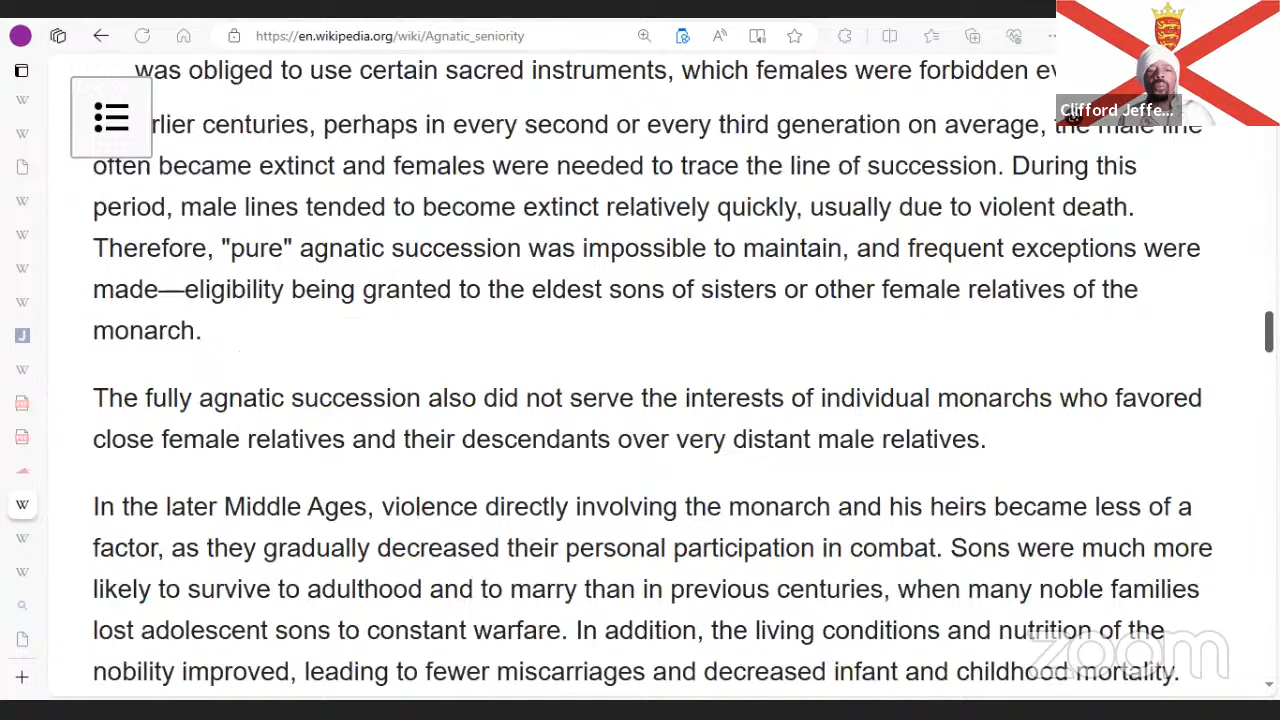 https://en.wikipedia.org/wiki/Agnatic_seniority
was obliged to use certain sacred instruments, which females were forbidden
Clifford Jeffe...
rlier centuries, perhaps in every second or every third generation on average, the male line
often became extinct and females were needed to trace the line of succession. During this
period, male lines tended to become extinct relatively quickly, usually due to violent death.
Therefore, "pure" agnatic succession was impossible to maintain, and frequent exceptions were
made—eligibility being granted to the eldest sons of sisters or other female relatives of the
monarch.
The fully agnatic succession also did not serve the interests of individual monarchs who favored
close female relatives and their descendants over very distant male relatives.
In the later Middle Ages, violence directly involving the monarch and his heirs became less of a
factor, as they gradually decreased their personal participation in combat. Sons were much more
likely to survive to adulthood and to marry than in previous centuries, when many noble families
lost adolescent sons to constant warfare. In addition, the living conditions and nutrition of the
nobility improved, leading to fewer miscarriages and decreased infant and childhood mortality.
zoom